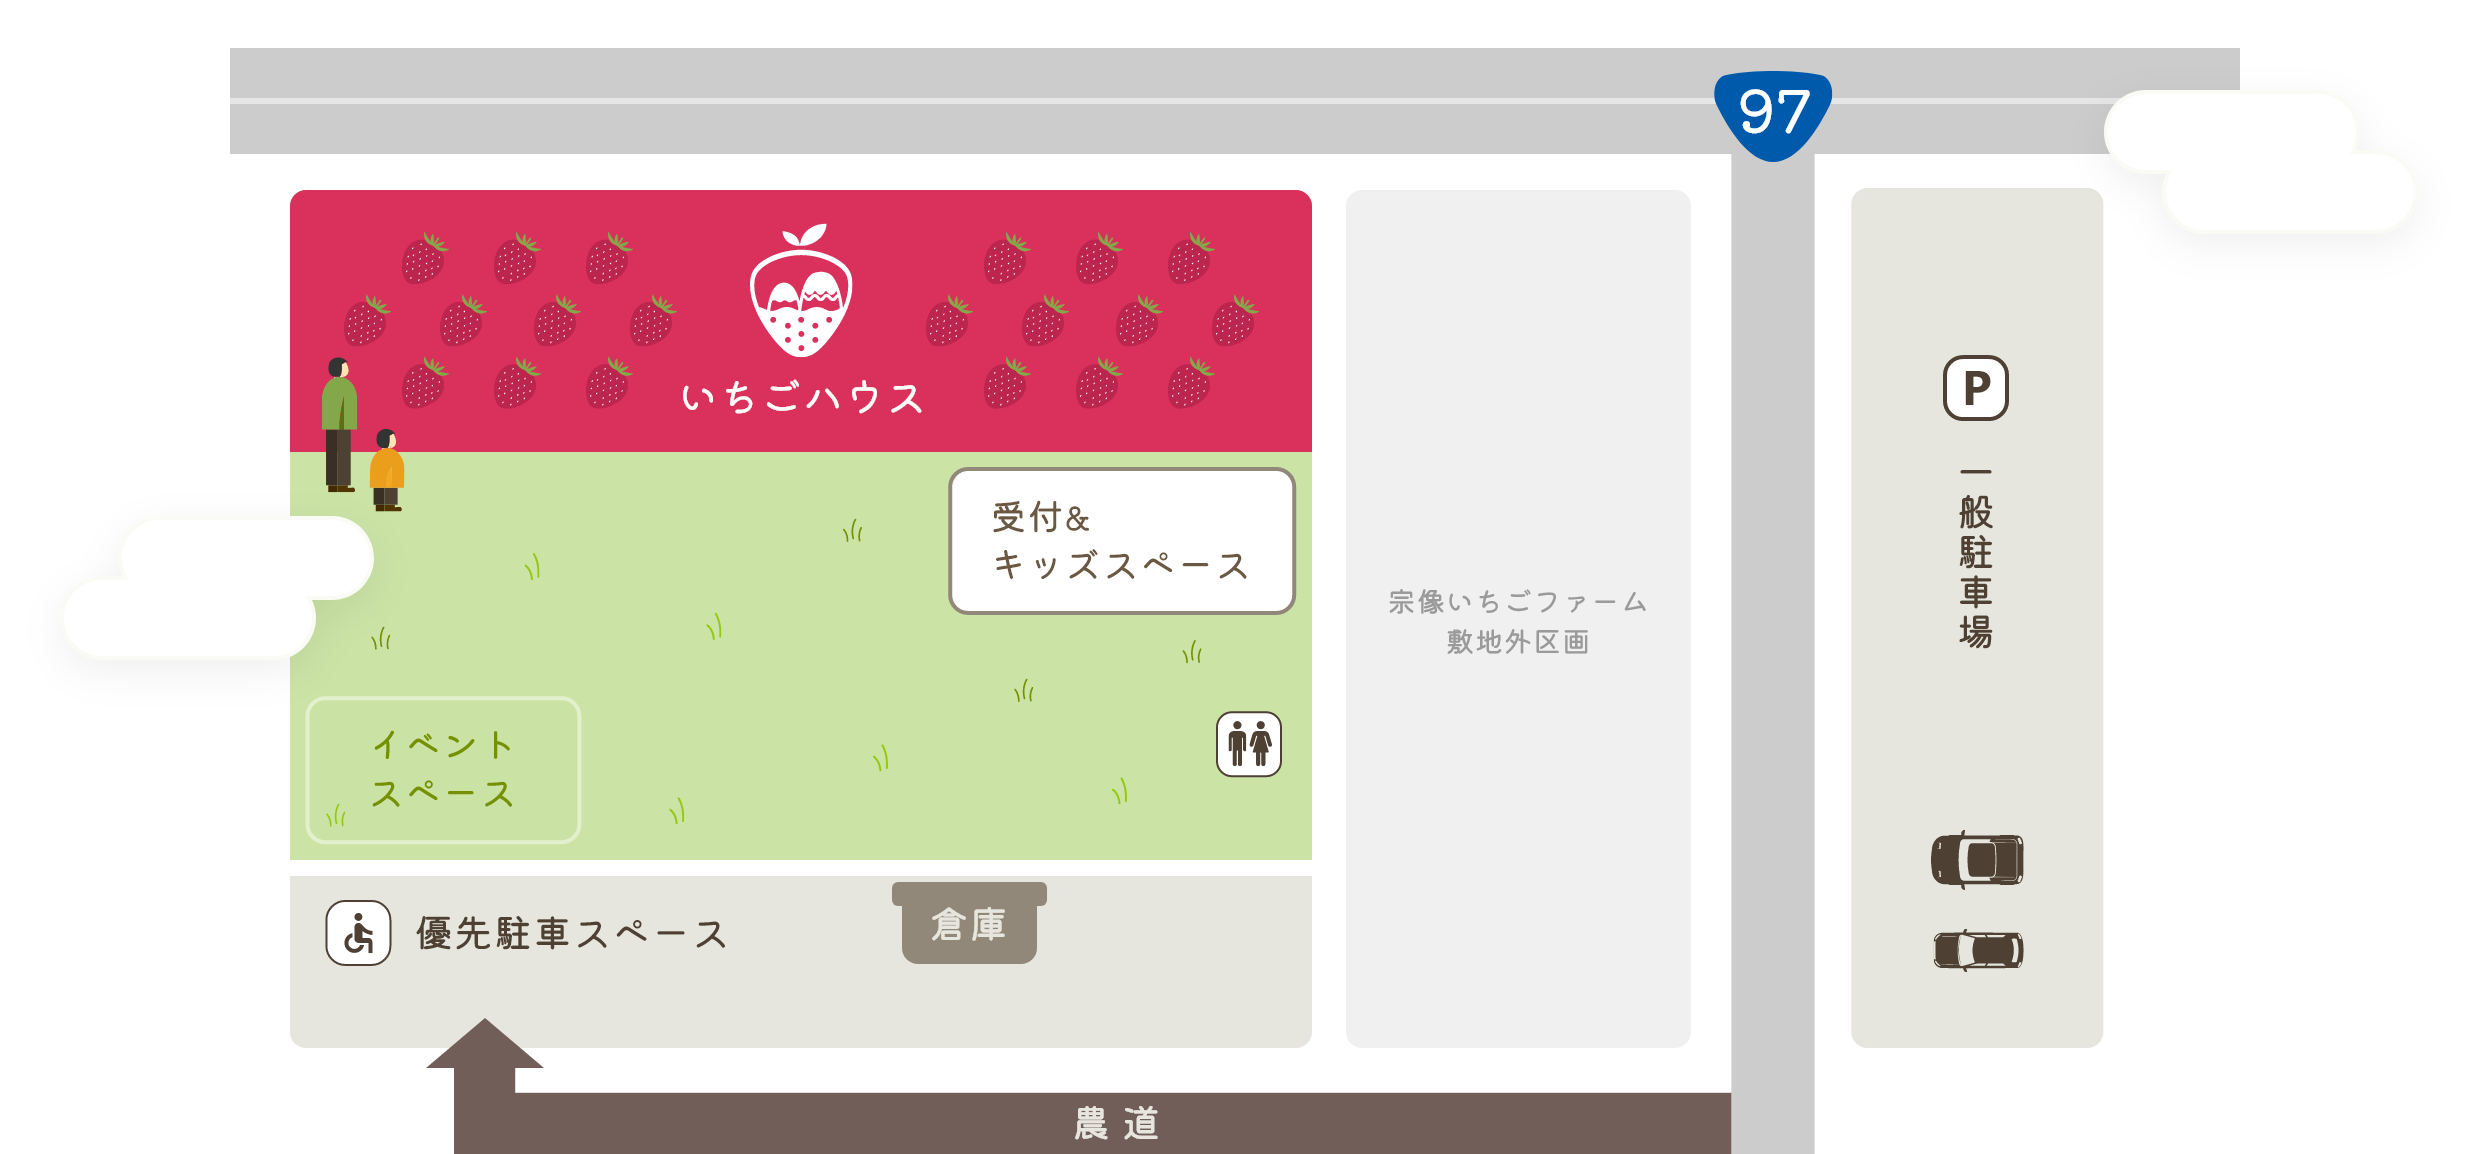 97
いちごハウス
受付&
キッズスペース
宗像いちごファーム
敷地外区画
P
一般駐車場
イベント
スペース
優先駐車スペース
倉庫
農道